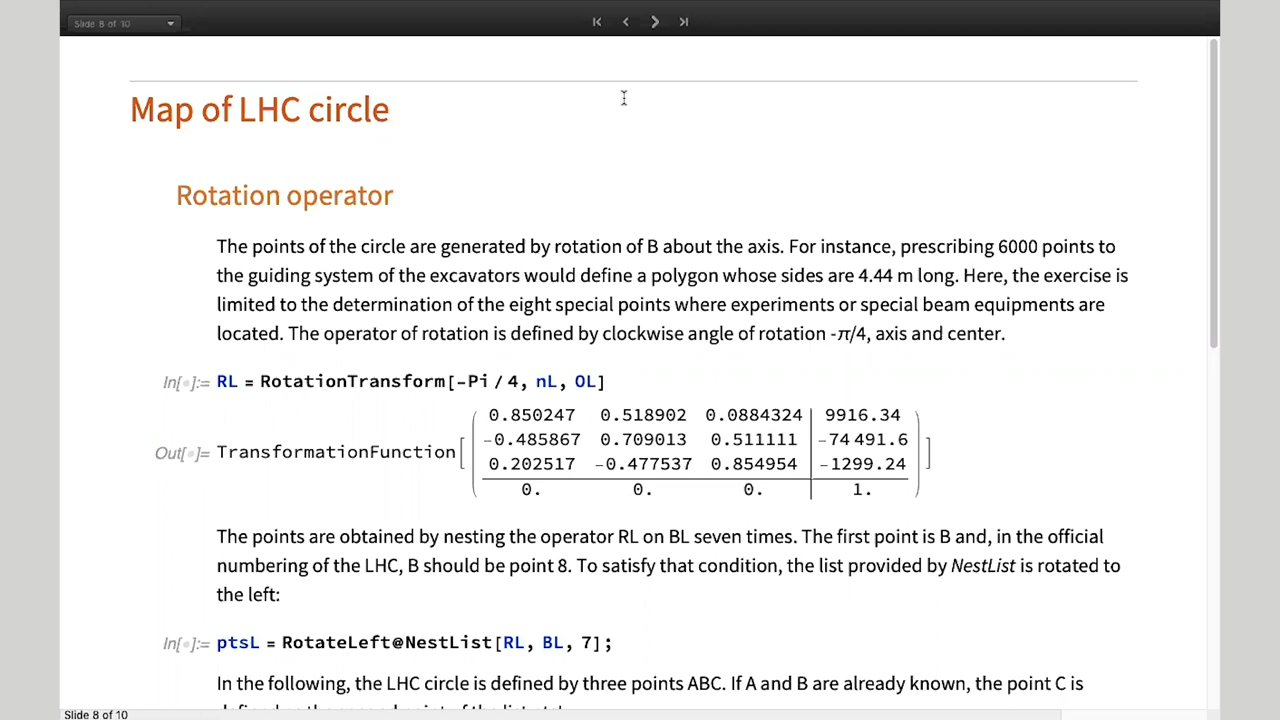 Slide 8 of 10
Map of LHC circle
Rotation operator
The points of the circle are generated by rotation of B about the axis. For instance, prescribing 6000 points to
the guiding system of the excavators would define a polygon whose sides are 4.44 m long. Here, the exercise is
limited to the determination of the eight special points where experiments or special beam equipments are
located. The operator of rotation is defined by clockwise angle of rotation -π/4, axis and center.
In[ ]:= RL = RotationTransform[-Pi / 4, nL, OL]
0.850247 0.518902 0.0884324 9916.34
-0.485867 0.709013 0.511111 -74 491.6
Out[ ]= TransformationFunction[
0.202517 -0.477537 0.854954 -1299.24 ]
0. 0. 0. 1.
The points are obtained by nesting the operator RL on BL seven times. The first point is B and, in the official
numbering of the LHC, B should be point 8. To satisfy that condition, the list provided by NestList is rotated to
the left:
In[ ]:= ptsL = RotateLeft@NestList[RL, BL, 7];
In the following, the LHC circle is defined by three points ABC. If A and B are already known, the point C is
Slide 8 of 10